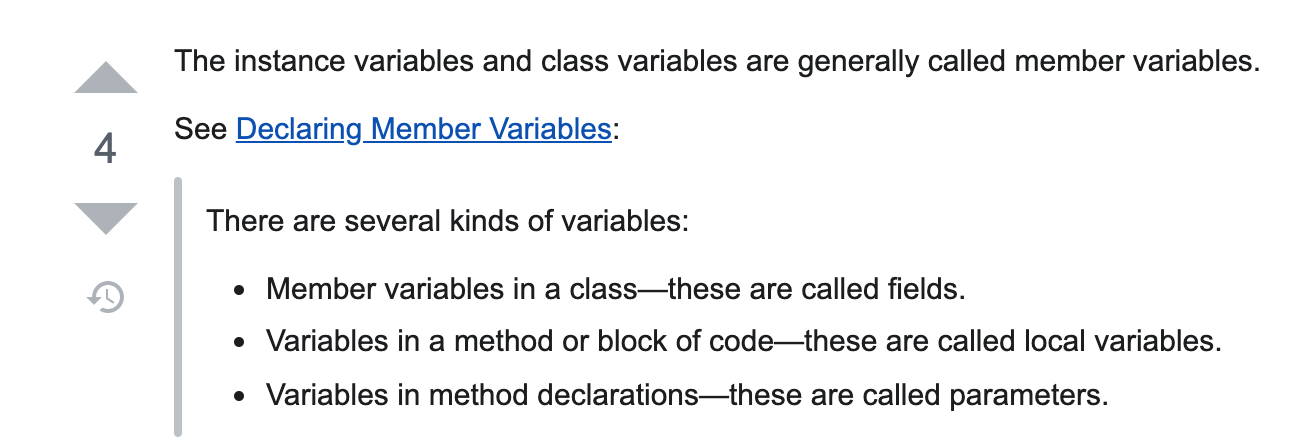 The instance variables and class variables are generally called member variables.
4
See Declaring Member Variables:
There are several kinds of variables:
• Member variables in a class—these are called fields.
• Variables in a method or block of code—these are called local variables.
• Variables in method declarations—these are called parameters.